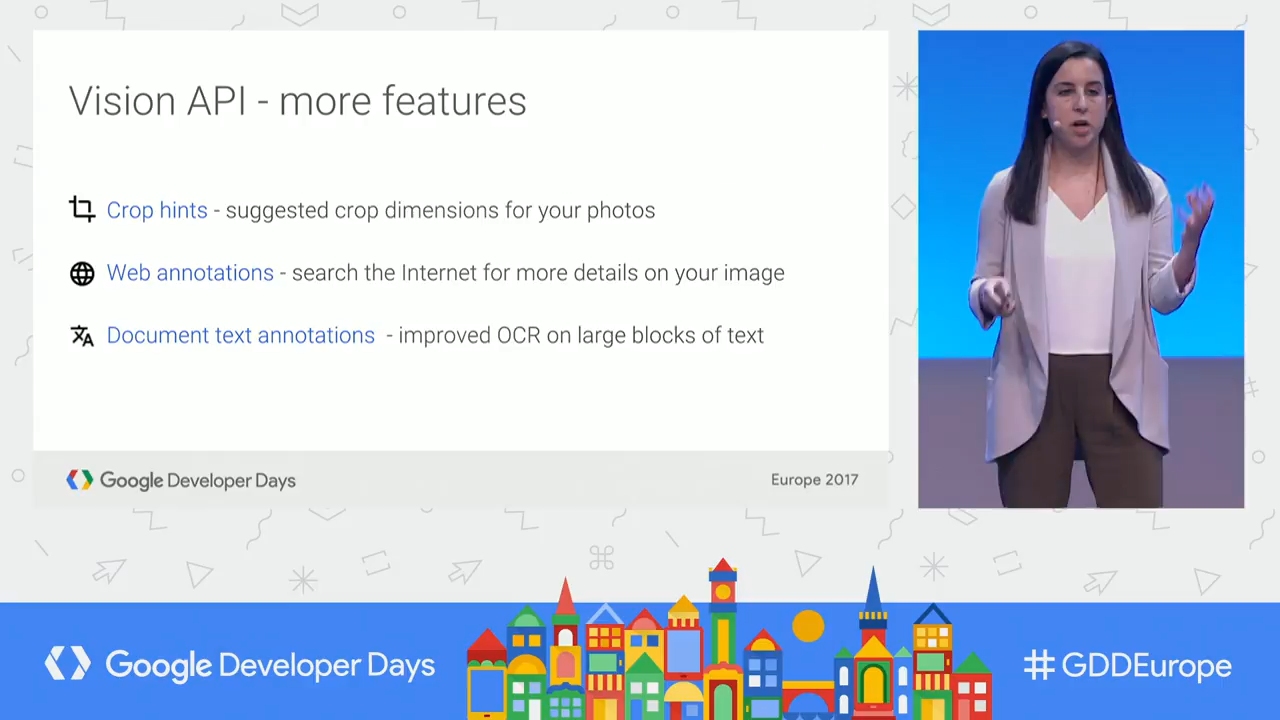 Vision API - more features
Crop hints - suggested crop dimensions for your photos
Web annotations - search the Internet for more details on your image
Document text annotations - improved OCR on large blocks of text
Google Developer Days
Europe 2017
Google Developer Days
#GDDEurope